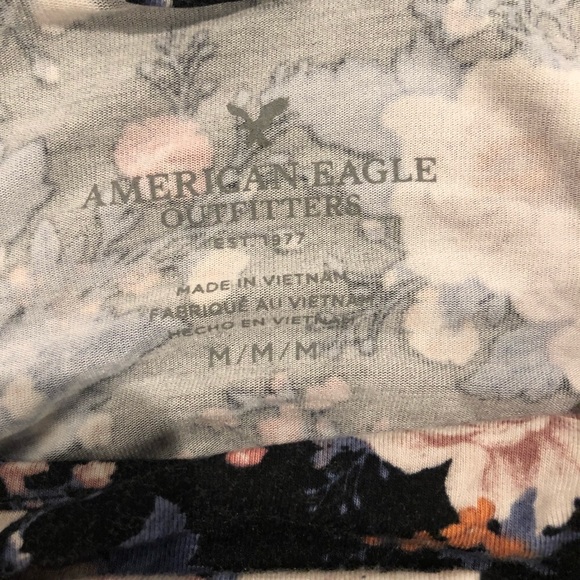 AMERICAN EAGLE
OUTFITTERS
EST. 1977
MADE IN VIETNAM
FABRIQUÉ AU VIETNAM
HECHO EN VIETNAM
M/M/M